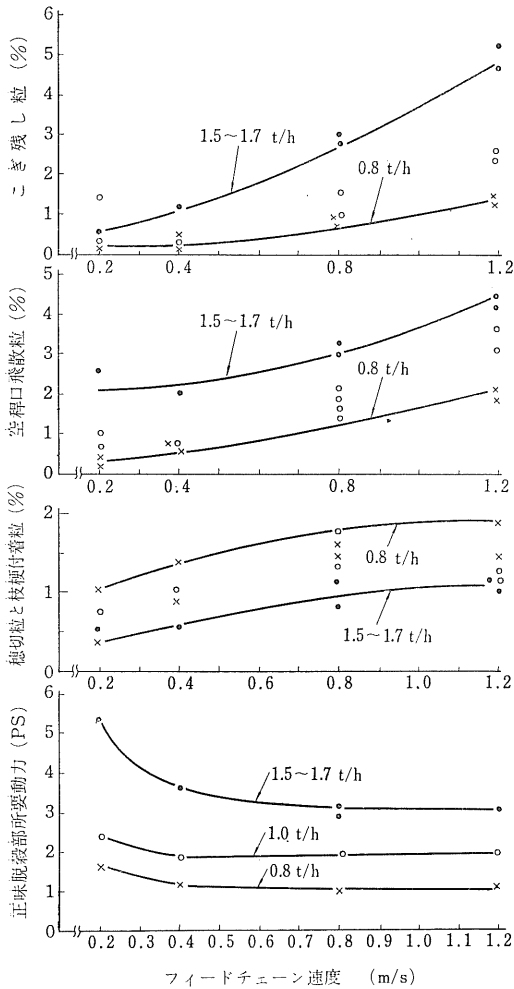 こぎ残し粒 (%)
6
5
4
3
2
1
0
1.5~1.7 t/h
0.8 t/h
0.2 0.4 0.8 1.2
空稈口飛散粒 (%)
5
4
3
2
1
0
1.5~1.7 t/h
0.8 t/h
0.2 0.4 0.8 1.2
穂切粒と枝梗付着粒 (%)
2
1
0
0.8 t/h
1.5~1.7 t/h
0.2 0.4 0.6 0.8 1.0 1.2
正味脱穀部所要動力 (PS)
6
5
4
3
2
1
0
1.5~1.7 t/h
1.0 t/h
0.8 t/h
0.2 0.3 0.4 0.5 0.6 0.7 0.8 0.9 1.0 1.1 1.2
フィードチェーン速度 (m/s)